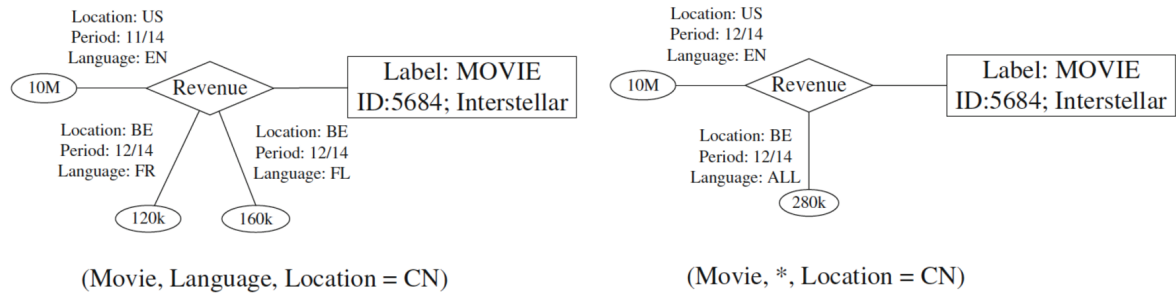 Location: US
Period: 11/14
Language: EN
10M
Revenue
Label: MOVIE
ID:5684; Interstellar
Location: BE
Period: 12/14
Language: FR
Location: BE
Period: 12/14
Language: FL
120k
160k
(Movie, Language, Location = CN)
Location: US
Period: 12/14
Language: EN
10M
Revenue
Label: MOVIE
ID:5684; Interstellar
Location: BE
Period: 12/14
Language: ALL
280k
(Movie, *, Location = CN)